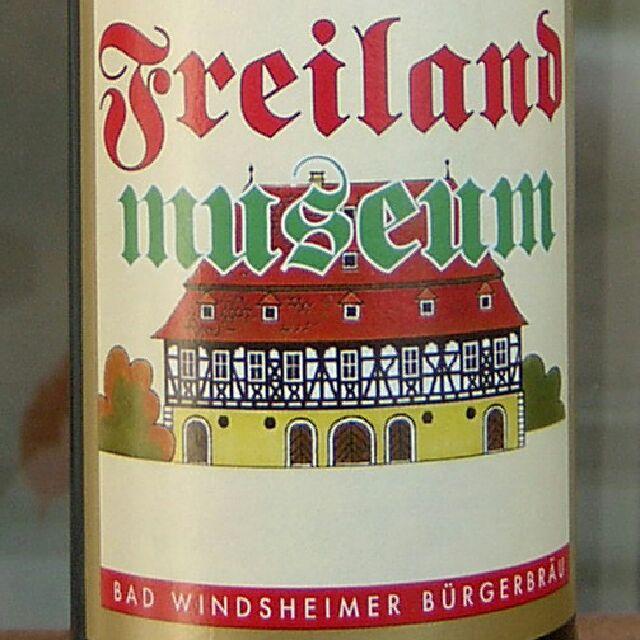 Freiland
museum
BAD WINDSHEIMER BÜRGERBRÄU